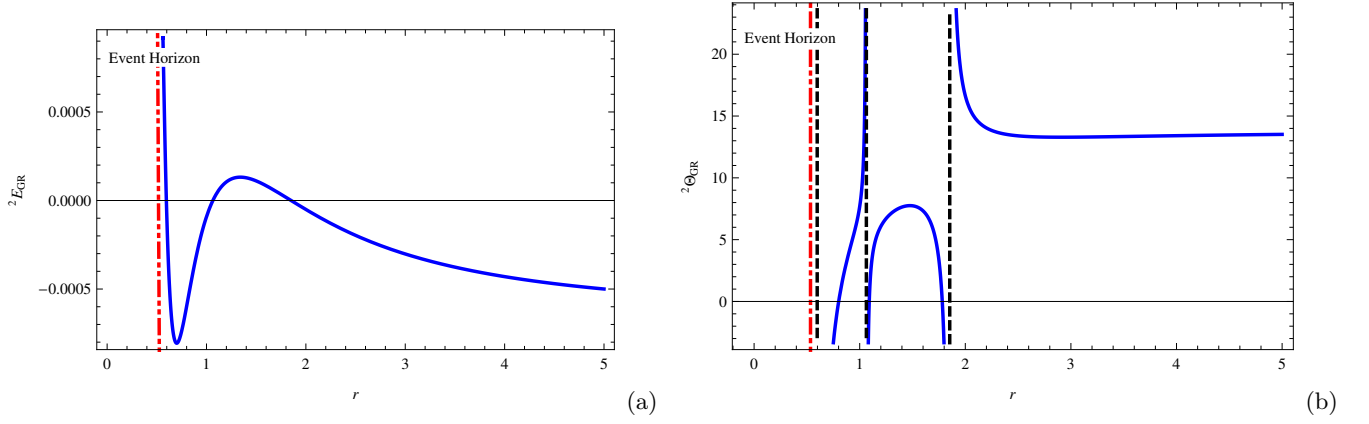 Event Horizon
0.0005
0.0000
−0.0005
²E_GR
0 1 2 3 4 5
r
(a)
Event Horizon
20
15
10
5
0
²Θ_GR
0 1 2 3 4 5
r
(b)